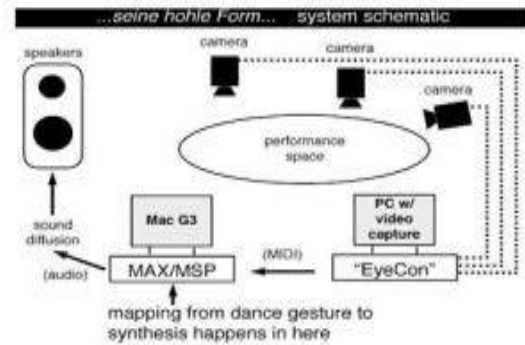 ...seine hohle Form... system schematic
speakers
camera
camera
camera
performance
space
Mac G3
PC w/
video
capture
sound
diffusion
(audio)
MAX/MSP
(MIDI)
"EyeCon"
mapping from dance gesture to
synthesis happens in here